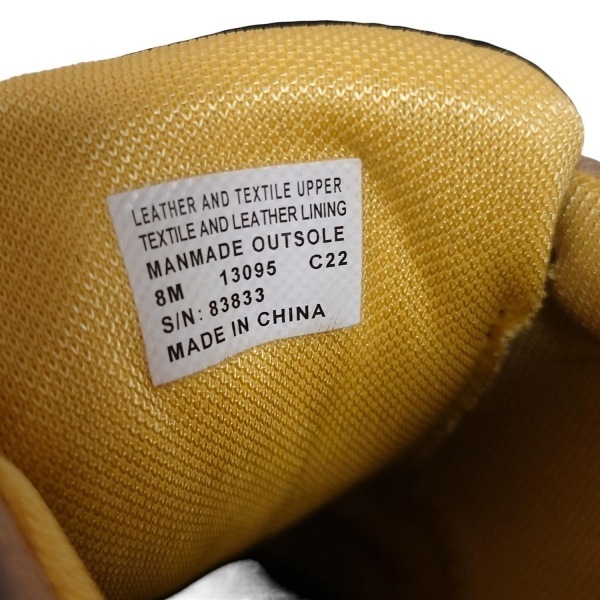 LEATHER AND TEXTILE UPPER
TEXTILE AND LEATHER LINING
MANMADE OUTSOLE
8M 13095 C22
S/N: 83833
MADE IN CHINA